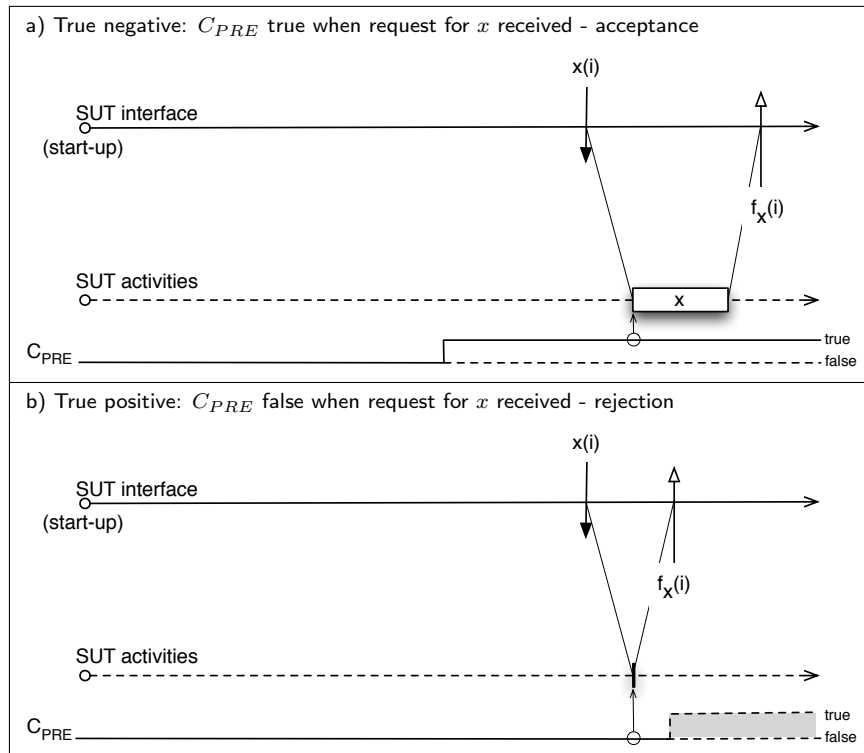 a) True negative: C_PRE true when request for x received - acceptance
x(i)
SUT interface
(start-up)
f_x(i)
SUT activities
x
C_PRE
true
false
b) True positive: C_PRE false when request for x received - rejection
x(i)
SUT interface
(start-up)
f_x(i)
SUT activities
C_PRE
true
false